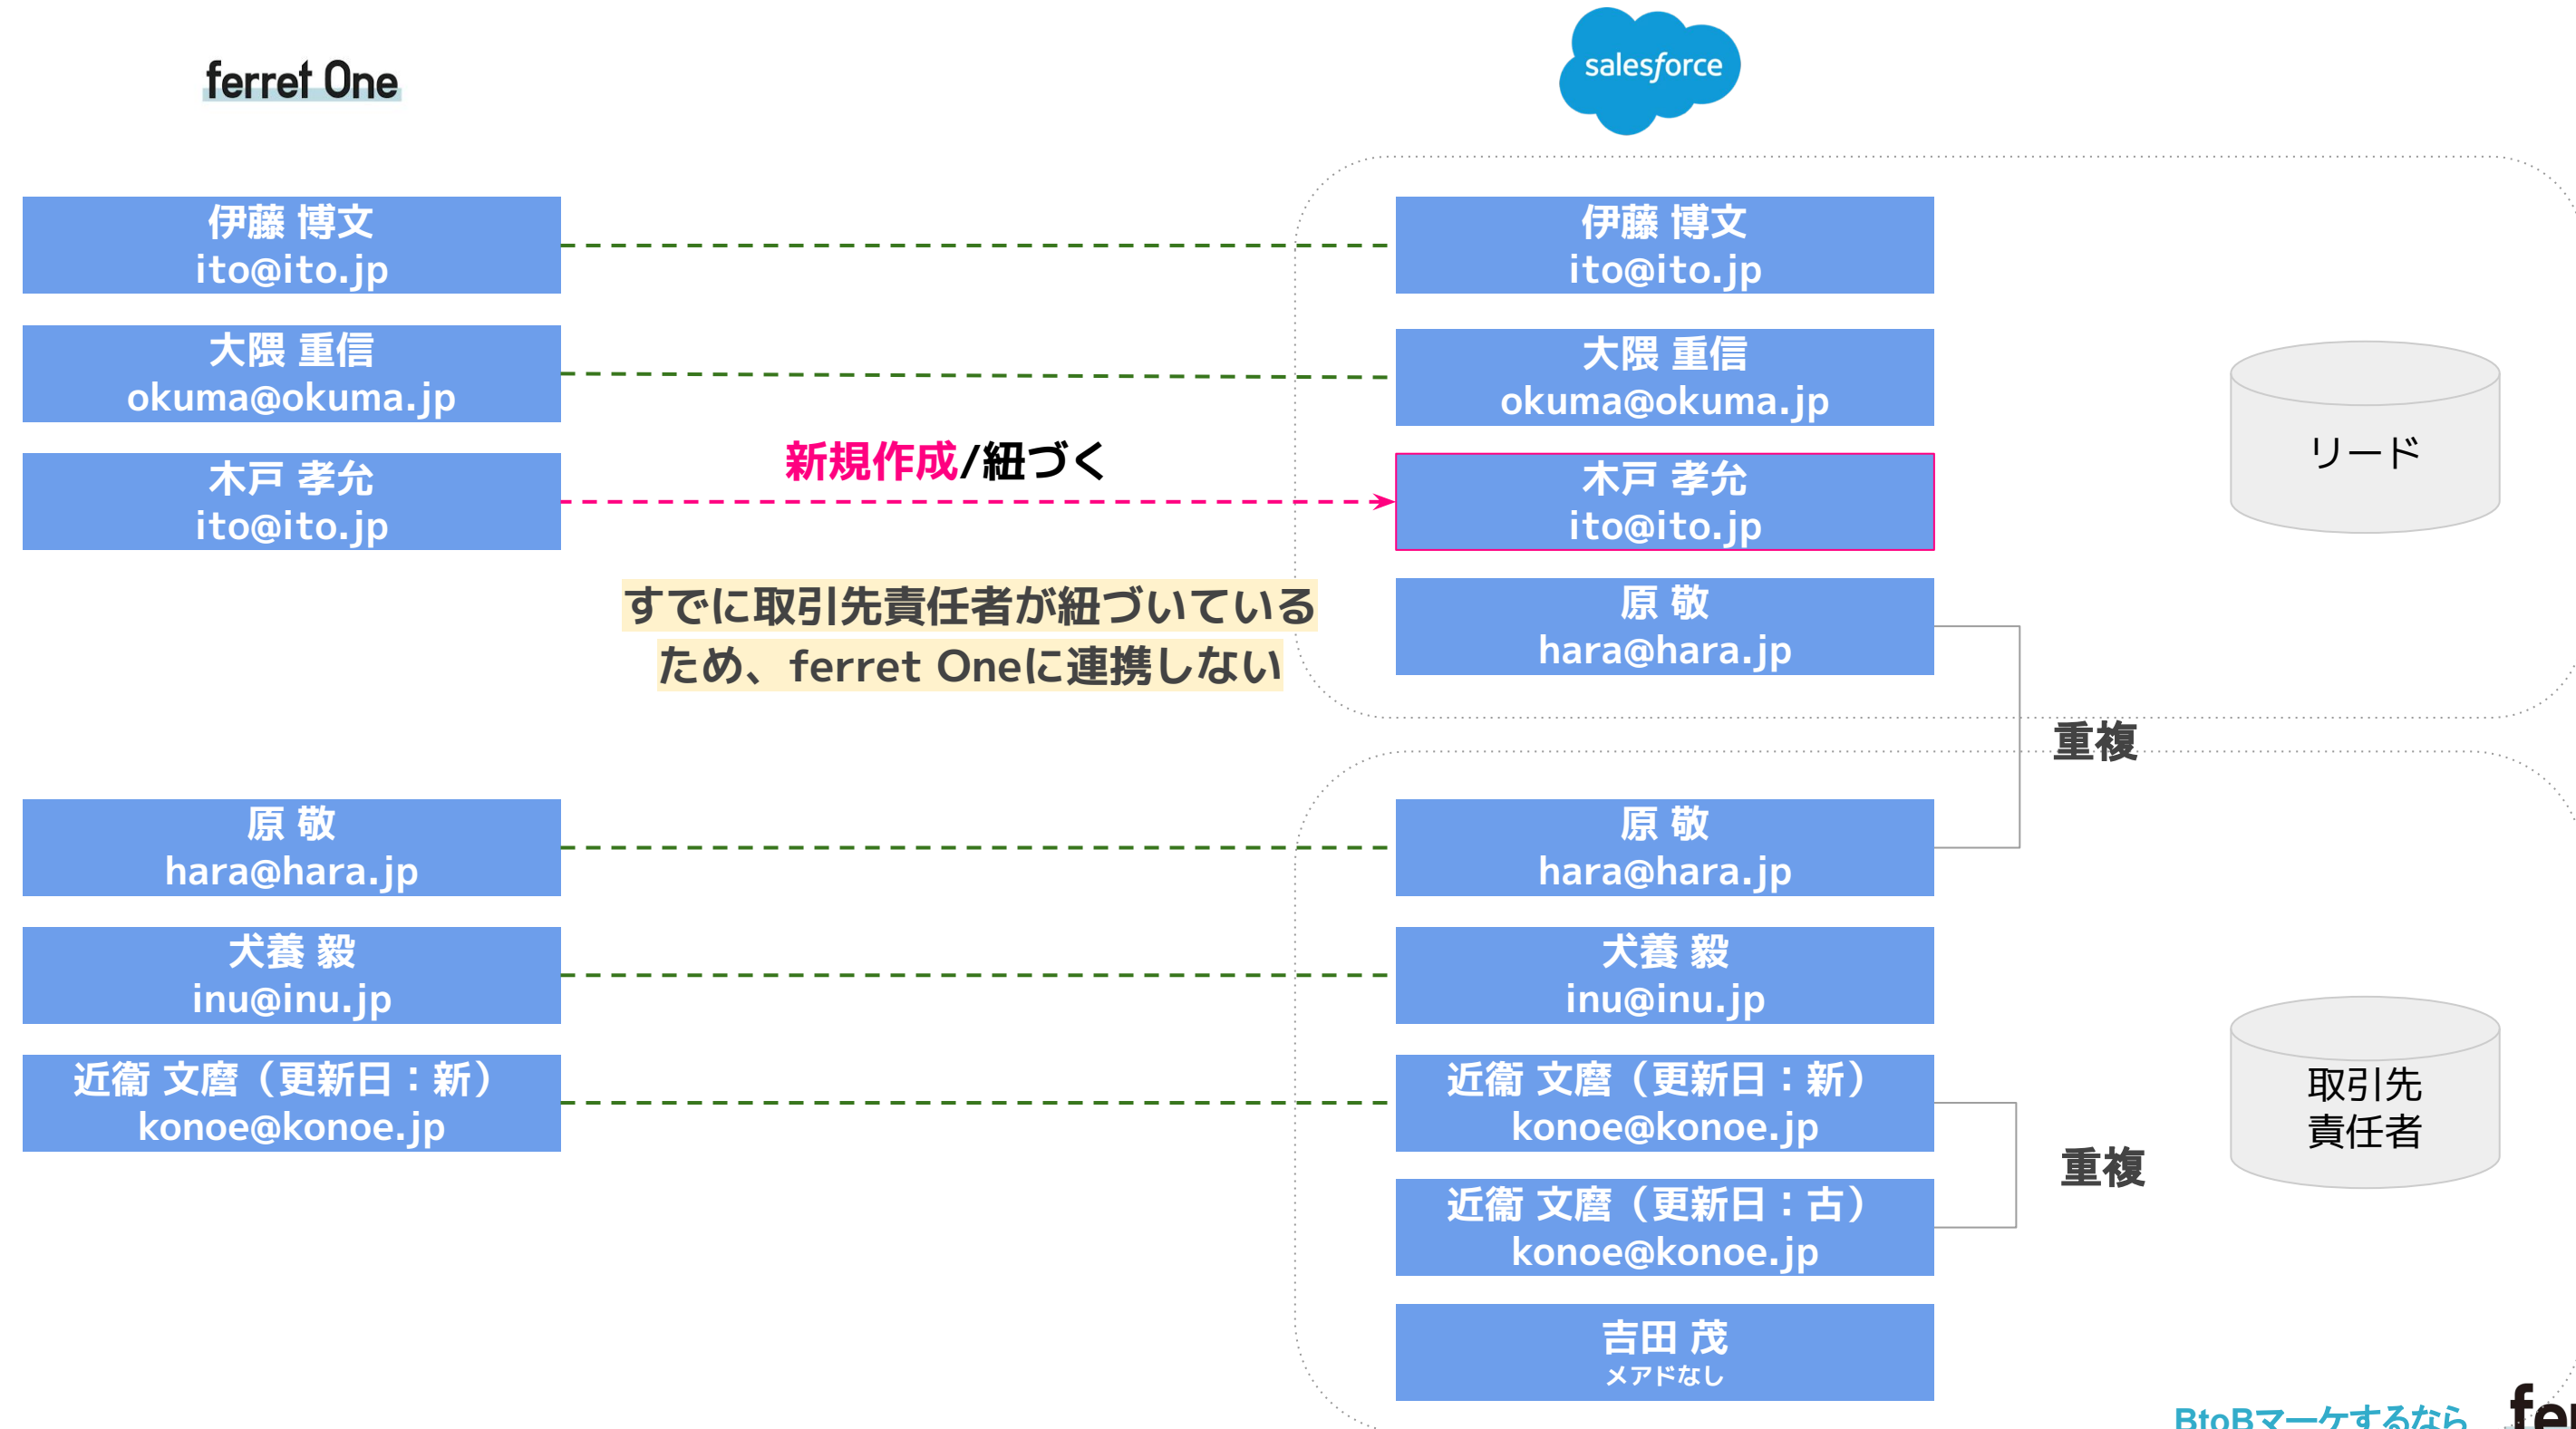 ferret One
salesforce
伊藤 博文
ito@ito.jp
伊藤 博文
ito@ito.jp
大隈 重信
okuma@okuma.jp
大隈 重信
okuma@okuma.jp
新規作成/紐づく
木戸 孝允
ito@ito.jp
木戸 孝允
ito@ito.jp
リード
すでに取引先責任者が紐づいている
ため、ferret Oneに連携しない
原 敬
hara@hara.jp
重複
原 敬
hara@hara.jp
原 敬
hara@hara.jp
犬養 毅
inu@inu.jp
犬養 毅
inu@inu.jp
近衞 文麿（更新日：新）
konoe@konoe.jp
近衞 文麿（更新日：新）
konoe@konoe.jp
取引先
責任者
重複
近衞 文麿（更新日：古）
konoe@konoe.jp
吉田 茂
メアドなし
BtoBマーケするなら